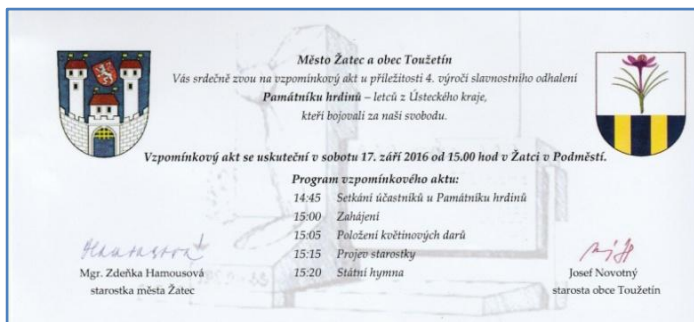 Město Žatec a obec Toužetín
Vás srdečně zvou na vzpomínkový akt u příležitosti 4. výročí slavnostního odhalení
Památníku hrdinů – letců z Ústeckého kraje,
kteří bojovali za naši svobodu.
Vzpomínkový akt se uskuteční v sobotu 17. září 2016 od 15.00 hod v Žatci v Podměstí.
Program vzpomínkového aktu:
14:45 Setkání účastníků u Památníku hrdinů
15:00 Zahájení
15:05 Položení květinových darů
15:15 Projev starostky
15:20 Státní hymna
Mgr. Zdeňka Hamousová
starostka města Žatec
Josef Novotný
starosta obce Toužetín